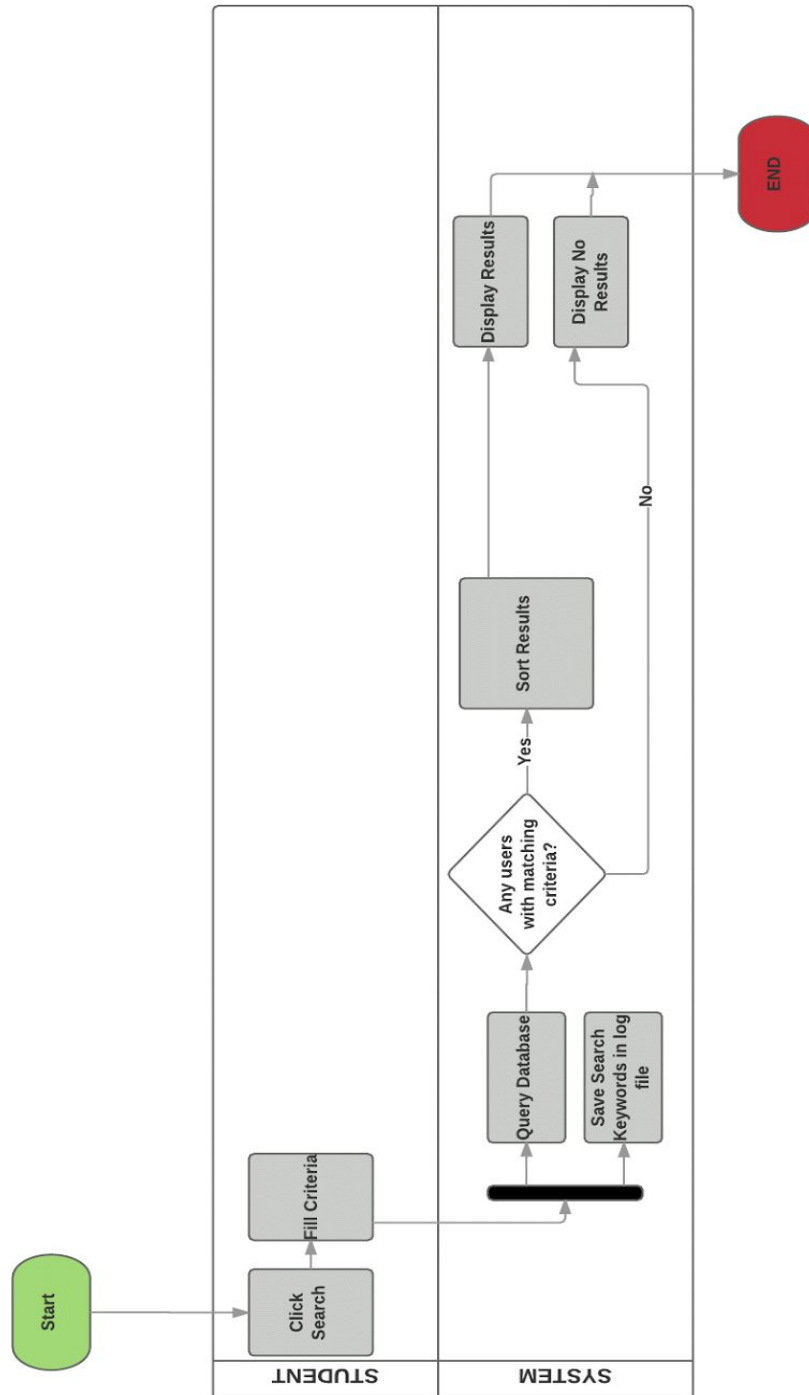 Start
STUDENT
Click
Search
Fill Criteria
SYSTEM
Query Database
Save Search
Keywords in log
file
Any users
with matching
criteria?
Yes
No
Sort Results
Display Results
Display No
Results
END